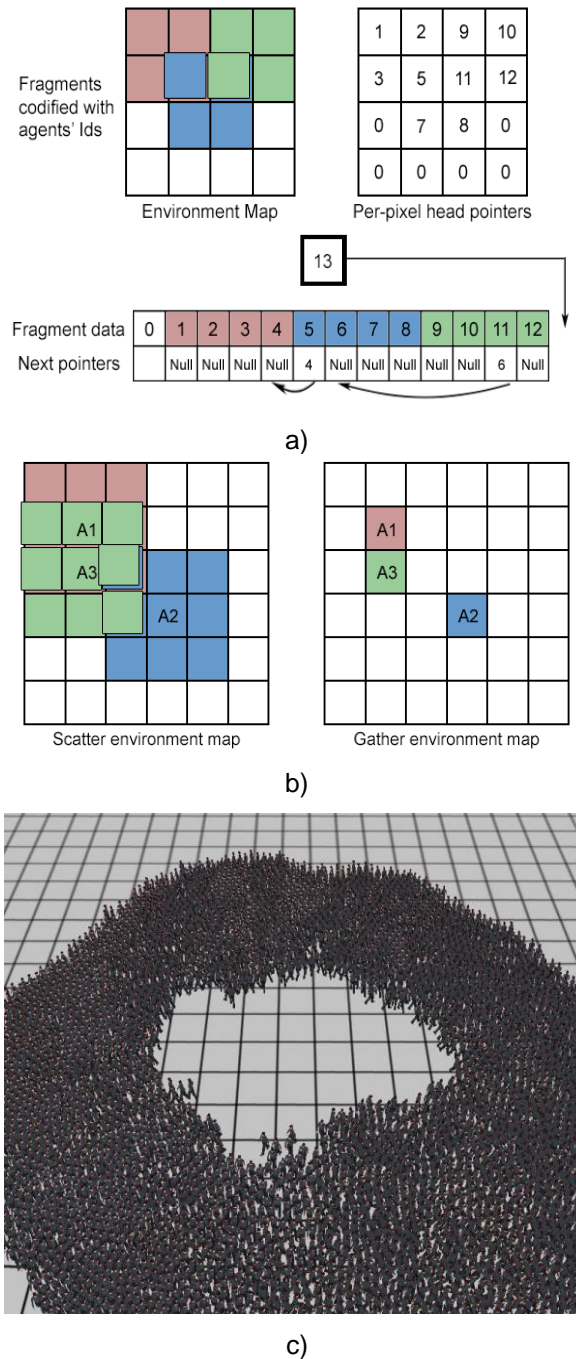 Fragments
codified with
agents' Ids
1 2 9 10
3 5 11 12
0 7 8 0
0 0 0 0
Environment Map
Per-pixel head pointers
13
Fragment data 0 1 2 3 4 5 6 7 8 9 10 11 12
Next pointers Null Null Null Null 4 Null Null Null Null Null 6 Null
a)
A1
A3
A2
A1
A3
A2
Scatter environment map
Gather environment map
b)
c)